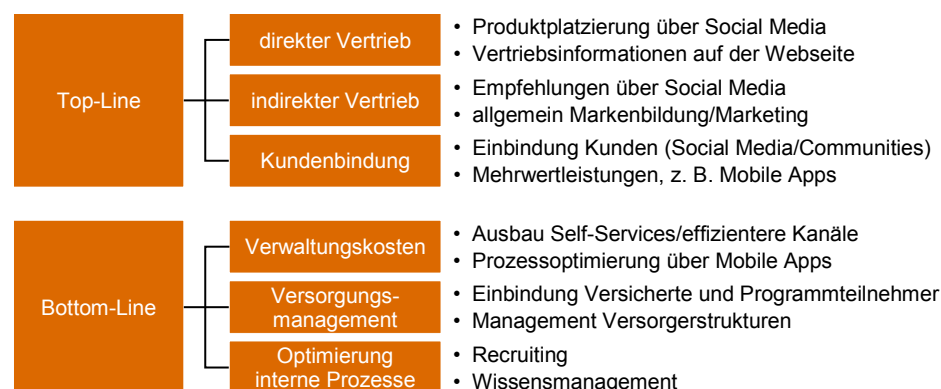 Top-Line
direkter Vertrieb
• Produktplatzierung über Social Media
• Vertriebsinformationen auf der Webseite
indirekter Vertrieb
• Empfehlungen über Social Media
• allgemein Markenbildung/Marketing
Kundenbindung
• Einbindung Kunden (Social Media/Communities)
• Mehrwertleistungen, z. B. Mobile Apps
Bottom-Line
Verwaltungskosten
• Ausbau Self-Services/effizientere Kanäle
• Prozessoptimierung über Mobile Apps
Versorgungs-
management
• Einbindung Versicherte und Programmteilnehmer
• Management Versorgerstrukturen
Optimierung
interne Prozesse
• Recruiting
• Wissensmanagement